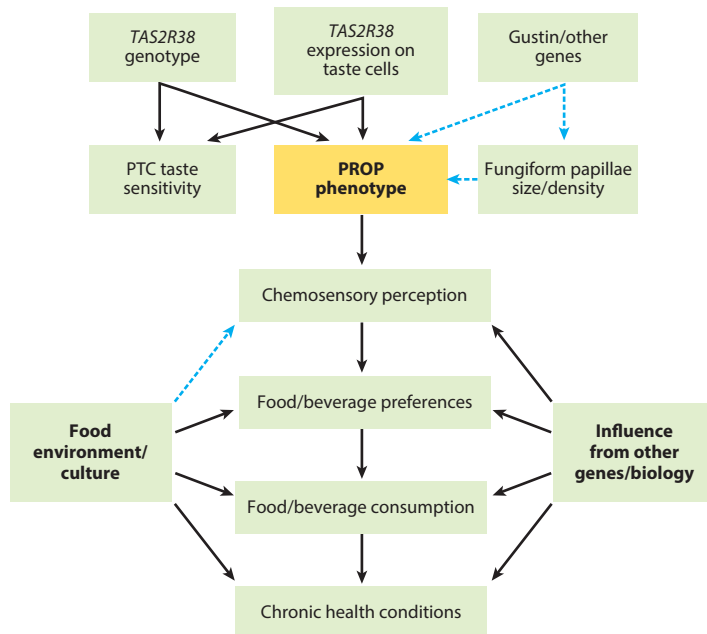 TAS2R38
genotype
TAS2R38
expression on
taste cells
Gustin/other
genes
PTC taste
sensitivity
PROP
phenotype
Fungiform papillae
size/density
Chemosensory perception
Food/beverage preferences
Food
environment/
culture
Influence
from other
genes/biology
Food/beverage consumption
Chronic health conditions